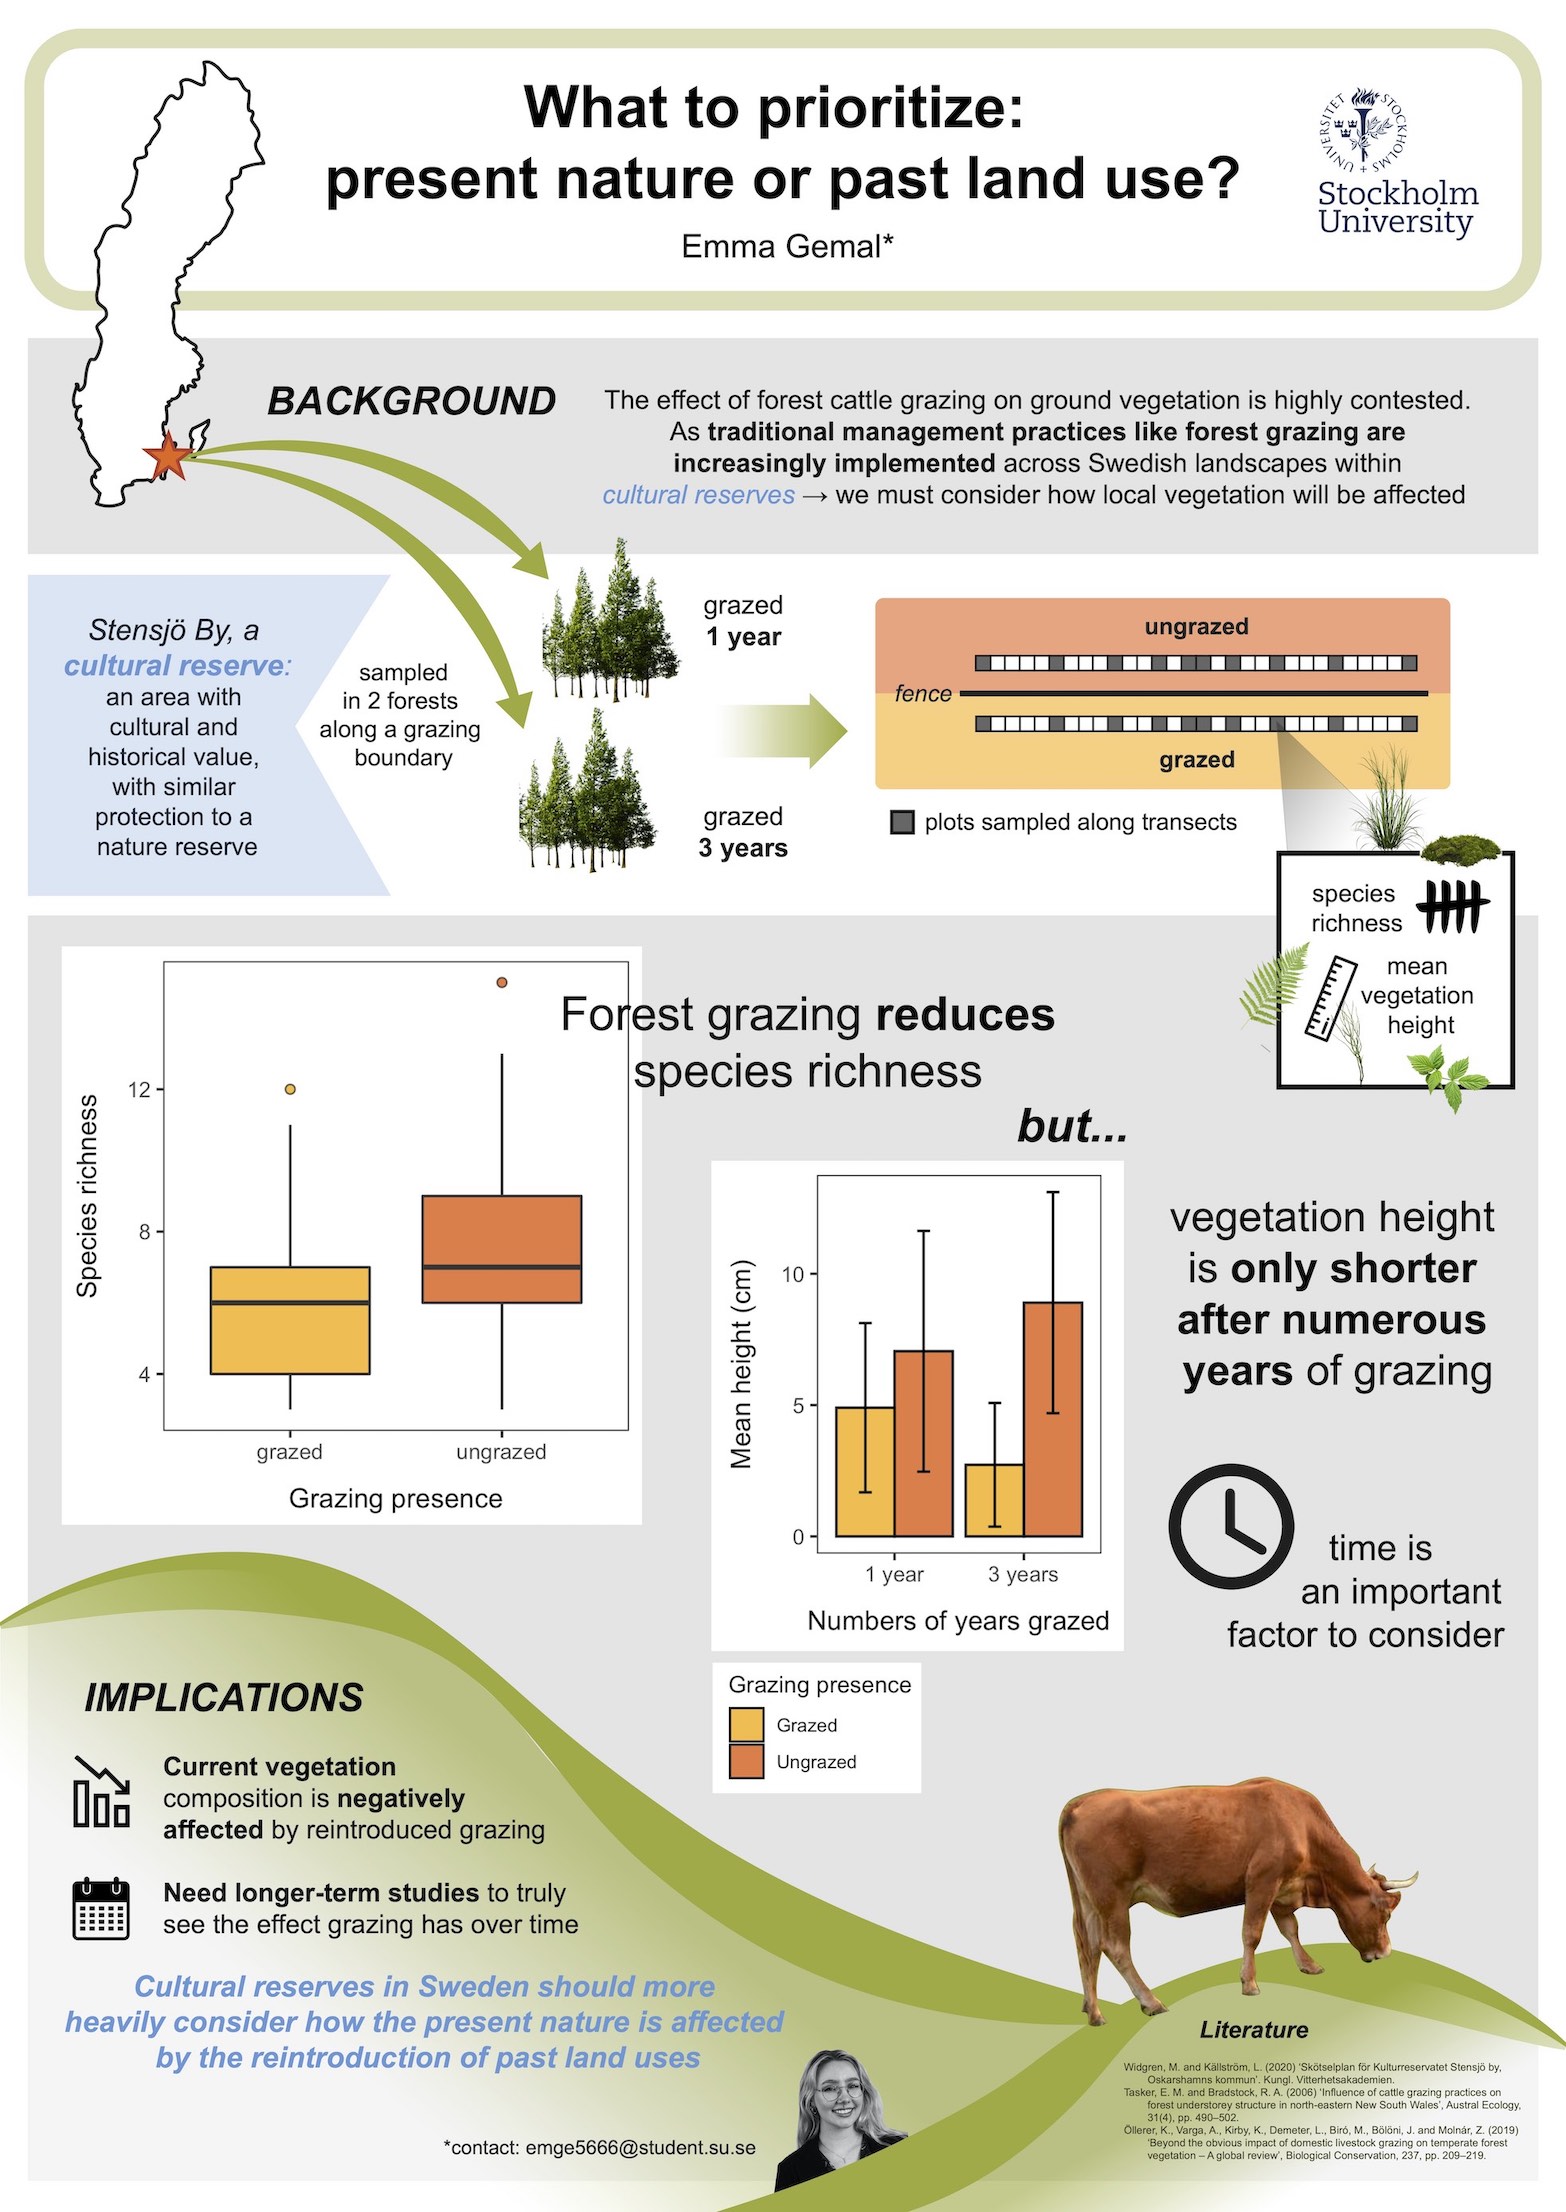 What to prioritize:
present nature or past land use?
Emma Gemal*
UNIVERSITET
STOCKHOLMS
Stockholm
University
BACKGROUND
The effect of forest cattle grazing on ground vegetation is highly contested.
As traditional management practices like forest grazing are
increasingly implemented across Swedish landscapes within
cultural reserves → we must consider how local vegetation will be affected
Stensjö By, a
cultural reserve:
an area with
cultural and
historical value,
with similar
protection to a
nature reserve
sampled
in 2 forests
along a grazing
boundary
grazed
1 year
grazed
3 years
ungrazed
fence
grazed
plots sampled along transects
species
richness
mean
vegetation
height
Forest grazing reduces
species richness
but...
Species richness
12
8
4
grazed
ungrazed
Grazing presence
Mean height (cm)
10
5
0
1 year
3 years
Numbers of years grazed
Grazing presence
Grazed
Ungrazed
vegetation height
is only shorter
after numerous
years of grazing
time is
an important
factor to consider
IMPLICATIONS
Current vegetation
composition is negatively
affected by reintroduced grazing
Need longer-term studies to truly
see the effect grazing has over time
Cultural reserves in Sweden should more
heavily consider how the present nature is affected
by the reintroduction of past land uses
*contact: emge5666@student.su.se
Literature
Widgren, M. and Källström, L. (2020) 'Skötselplan för Kulturreservatet Stensjö by,
Oskarshamns kommun'. Kungl. Vitterhetsakademien.
Tasker, E. M. and Bradstock, R. A. (2006) 'Influence of cattle grazing practices on
forest understorey structure in north-eastern New South Wales', Austral Ecology,
31(4), pp. 490–502.
Öllerer, K., Varga, A., Kirby, K., Demeter, L., Biró, M., Bölöni, J. and Molnár, Z. (2019)
'Beyond the obvious impact of domestic livestock grazing on temperate forest
vegetation – A global review', Biological Conservation, 237, pp. 209–219.